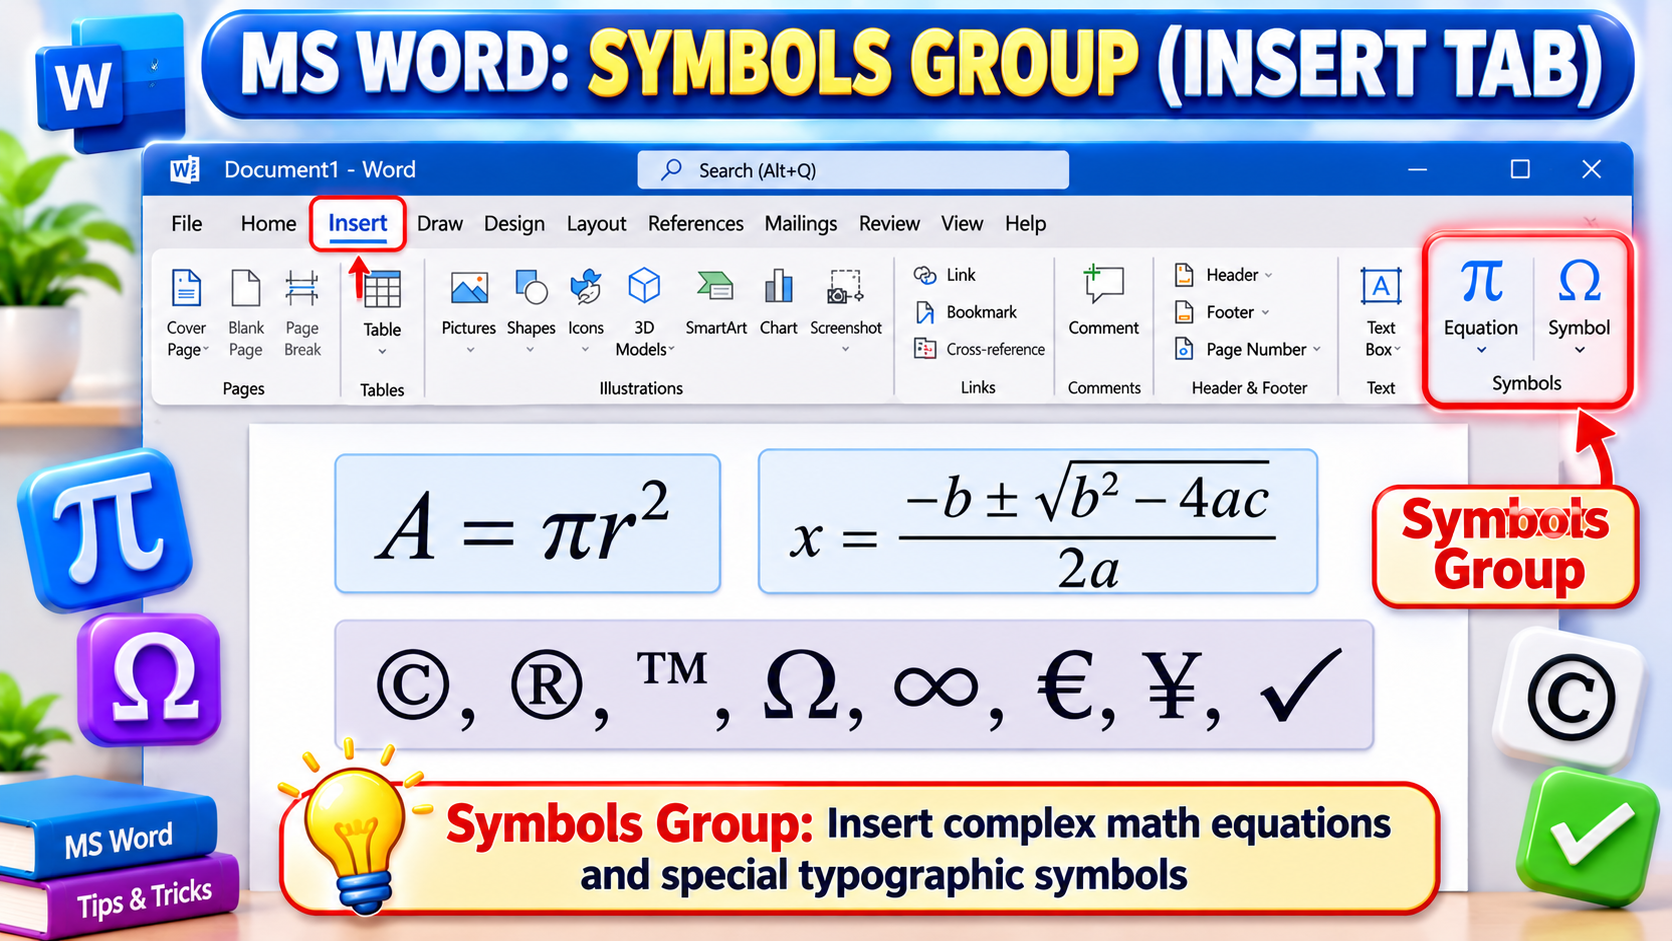 MS WORD: SYMBOLS GROUP (INSERT TAB)
W
W
Document1 - Word
Search (Alt+Q)
File Home Insert Draw Design Layout References Mailings Review View Help
Cover Page
Blank Page
Page Break
Pages
Table
Tables
Pictures
Shapes
Icons
3D Models
SmartArt
Chart
Screenshot
Illustrations
Link
Bookmark
Cross-reference
Links
Comment
Comments
Header
Footer
Page Number
Header & Footer
A
Text Box
Text
π
Equation
Ω
Symbol
Symbols
Symbols
Group
A = πr²
x = (−b ± √(b² − 4ac)) / 2a
©, ®, ™, Ω, ∞, €, ¥, ✓
π
Ω
©
✓
MS Word
Tips & Tricks
Symbols Group: Insert complex math equations
and special typographic symbols